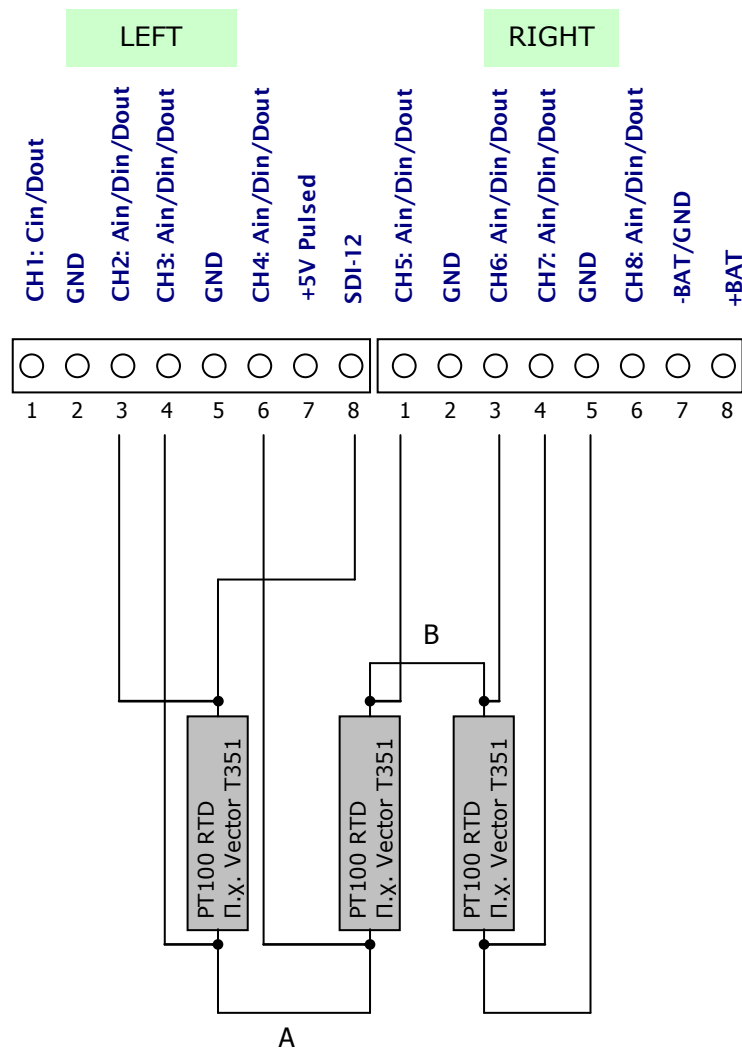 LEFT
RIGHT
CH1: Cin/Dout
GND
CH2: Ain/Din/Dout
CH3: Ain/Din/Dout
GND
CH4: Ain/Din/Dout
+5V Pulsed
SDI-12
CH5: Ain/Din/Dout
GND
CH6: Ain/Din/Dout
CH7: Ain/Din/Dout
GND
CH8: Ain/Din/Dout
-BAT/GND
+BAT
1 2 3 4 5 6 7 8
1 2 3 4 5 6 7 8
B
PT100 RTD
Π.χ. Vector T351
PT100 RTD
Π.χ. Vector T351
PT100 RTD
Π.χ. Vector T351
A